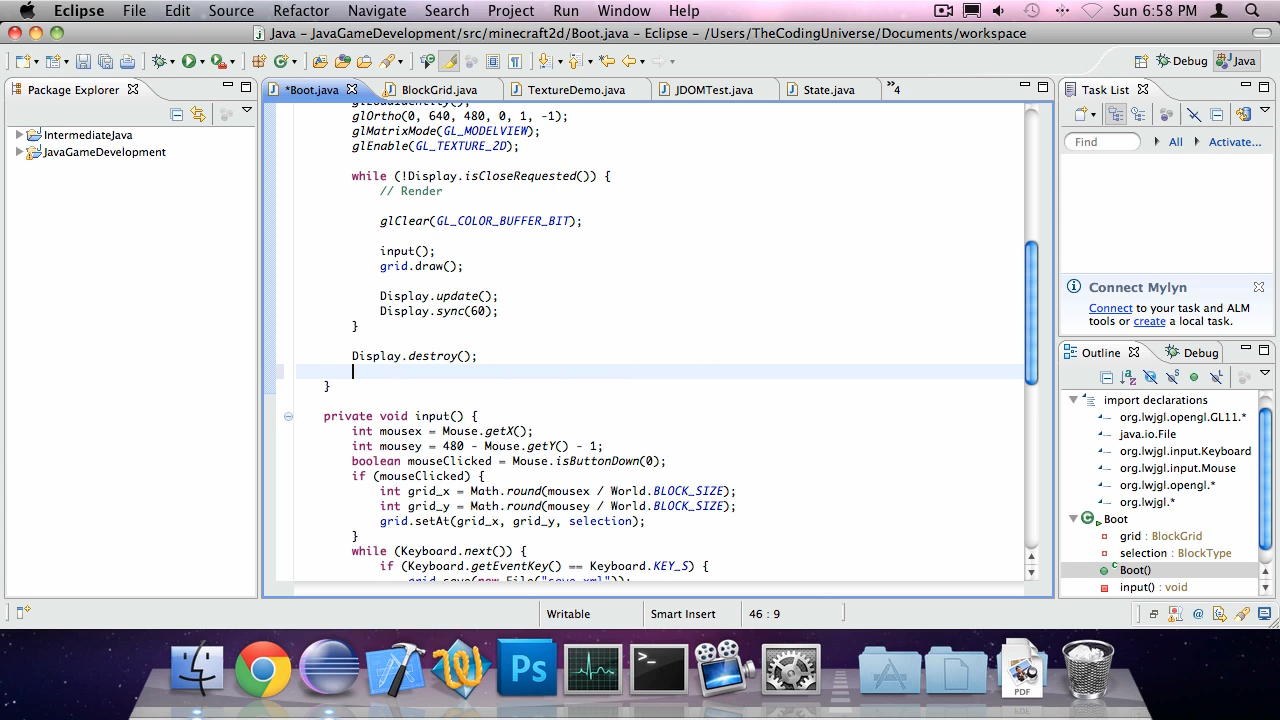 Eclipse File Edit Source Refactor Navigate Search Project Run Window Help Sun 6:58 PM
Java – JavaGameDevelopment/src/minecraft2d/Boot.java – Eclipse – /Users/TheCodingUniverse/Documents/workspace
Debug Java
Package Explorer
IntermediateJava
JavaGameDevelopment
*Boot.java BlockGrid.java TextureDemo.java JDOMTest.java State.java »4
glOrtho(0, 640, 480, 0, 1, -1);
glMatrixMode(GL_MODELVIEW);
glEnable(GL_TEXTURE_2D);
while (!Display.isCloseRequested()) {
// Render
glClear(GL_COLOR_BUFFER_BIT);
input();
grid.draw();
Display.update();
Display.sync(60);
}
Display.destroy();
}
private void input() {
int mousex = Mouse.getX();
int mousey = 480 - Mouse.getY() - 1;
boolean mouseClicked = Mouse.isButtonDown(0);
if (mouseClicked) {
int grid_x = Math.round(mousex / World.BLOCK_SIZE);
int grid_y = Math.round(mousey / World.BLOCK_SIZE);
grid.setAt(grid_x, grid_y, selection);
}
while (Keyboard.next()) {
if (Keyboard.getEventKey() == Keyboard.KEY_S) {
grid.save(new File("save.xml"));
Task List
Find All Activate...
Connect Mylyn
Connect to your task and ALM
tools or create a local task.
Outline Debug
import declarations
org.lwjgl.opengl.GL11.*
java.io.File
org.lwjgl.input.Keyboard
org.lwjgl.input.Mouse
org.lwjgl.opengl.*
org.lwjgl.*
Boot
grid : BlockGrid
selection : BlockType
Boot()
input() : void
Writable Smart Insert 46 : 9
Ps
PDF